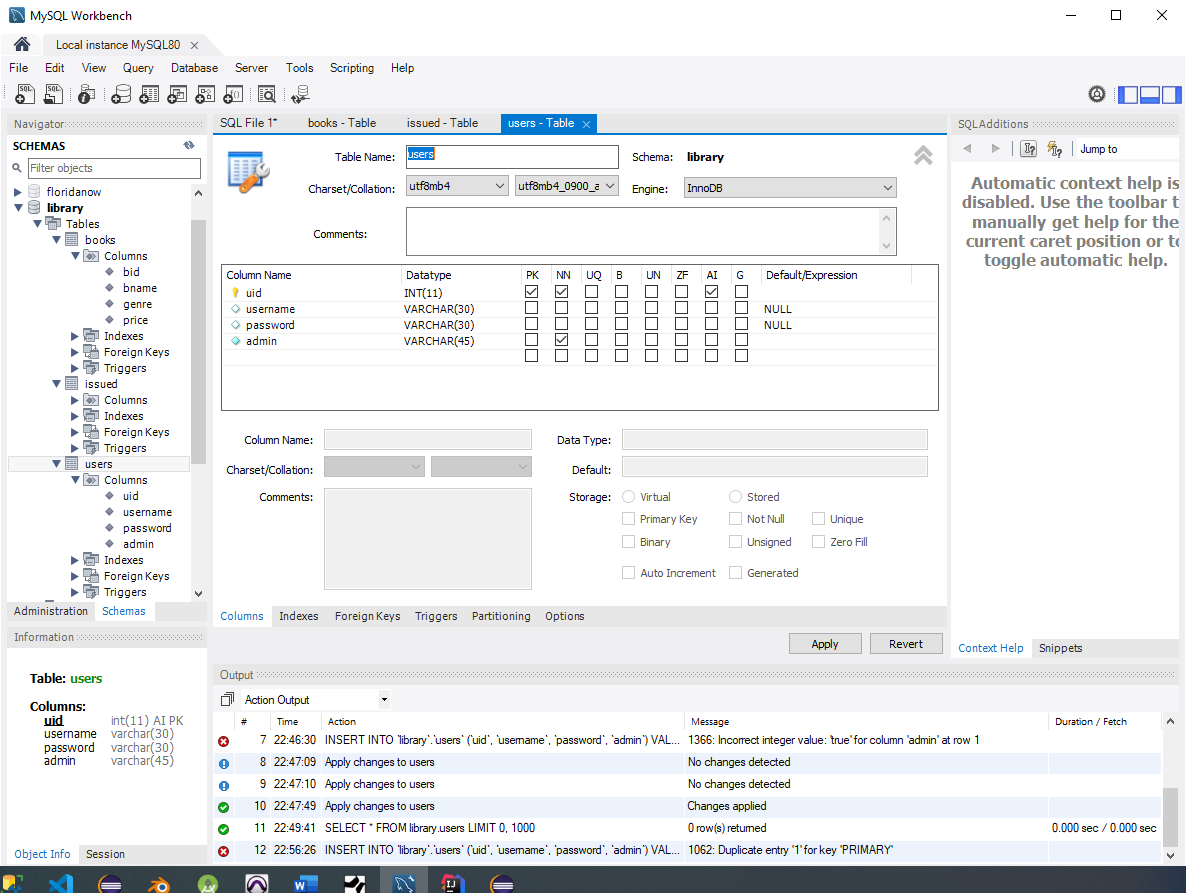 MySQL Workbench
Local instance MySQL80
File Edit View Query Database Server Tools Scripting Help
Navigator
SCHEMAS
Filter objects
floridanow
library
Tables
books
Columns
bid
bname
genre
price
Indexes
Foreign Keys
Triggers
issued
Columns
Indexes
Foreign Keys
Triggers
users
Columns
uid
username
password
admin
Indexes
Foreign Keys
Triggers
Administration Schemas
Information
Table: users
Columns:
uid int(11) AI PK
username varchar(30)
password varchar(30)
admin varchar(45)
Object Info Session
SQL File 1* books - Table issued - Table users - Table
Table Name: users Schema: library
Charset/Collation: utf8mb4 utf8mb4_0900_a Engine: InnoDB
Comments:
Column Name Datatype PK NN UQ B UN ZF AI G Default/Expression
uid INT(11)
username VARCHAR(30) NULL
password VARCHAR(30) NULL
admin VARCHAR(45)
Column Name: Data Type:
Charset/Collation: Default:
Comments: Storage: Virtual Stored
Primary Key Not Null Unique
Binary Unsigned Zero Fill
Auto Increment Generated
Columns Indexes Foreign Keys Triggers Partitioning Options
Apply Revert
SQLAdditions
Jump to
Automatic context help is
disabled. Use the toolbar t
manually get help for the
current caret position or to
toggle automatic help.
Context Help Snippets
Output
Action Output
# Time Action Message Duration / Fetch
7 22:46:30 INSERT INTO `library`.`users` (`uid`, `username`, `password`, `admin`) VAL... 1366: Incorrect integer value: 'true' for column 'admin' at row 1
8 22:47:09 Apply changes to users No changes detected
9 22:47:10 Apply changes to users No changes detected
10 22:47:49 Apply changes to users Changes applied
11 22:49:41 SELECT * FROM library.users LIMIT 0, 1000 0 row(s) returned 0.000 sec / 0.000 sec
12 22:56:26 INSERT INTO `library`.`users` (`uid`, `username`, `password`, `admin`) VAL... 1062: Duplicate entry '1' for key 'PRIMARY'